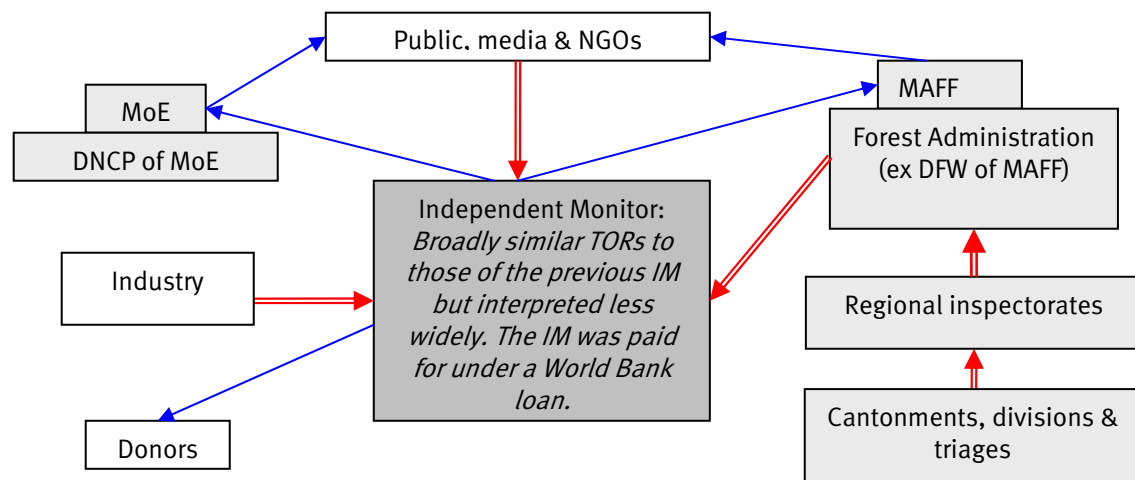 Public, media & NGOs
MoE
DNCP of MoE
MAFF
Forest Administration
(ex DFW of MAFF)
Independent Monitor:
Broadly similar TORs to
those of the previous IM
but interpreted less
widely. The IM was paid
for under a World Bank
loan.
Industry
Regional inspectorates
Donors
Cantonments, divisions &
triages